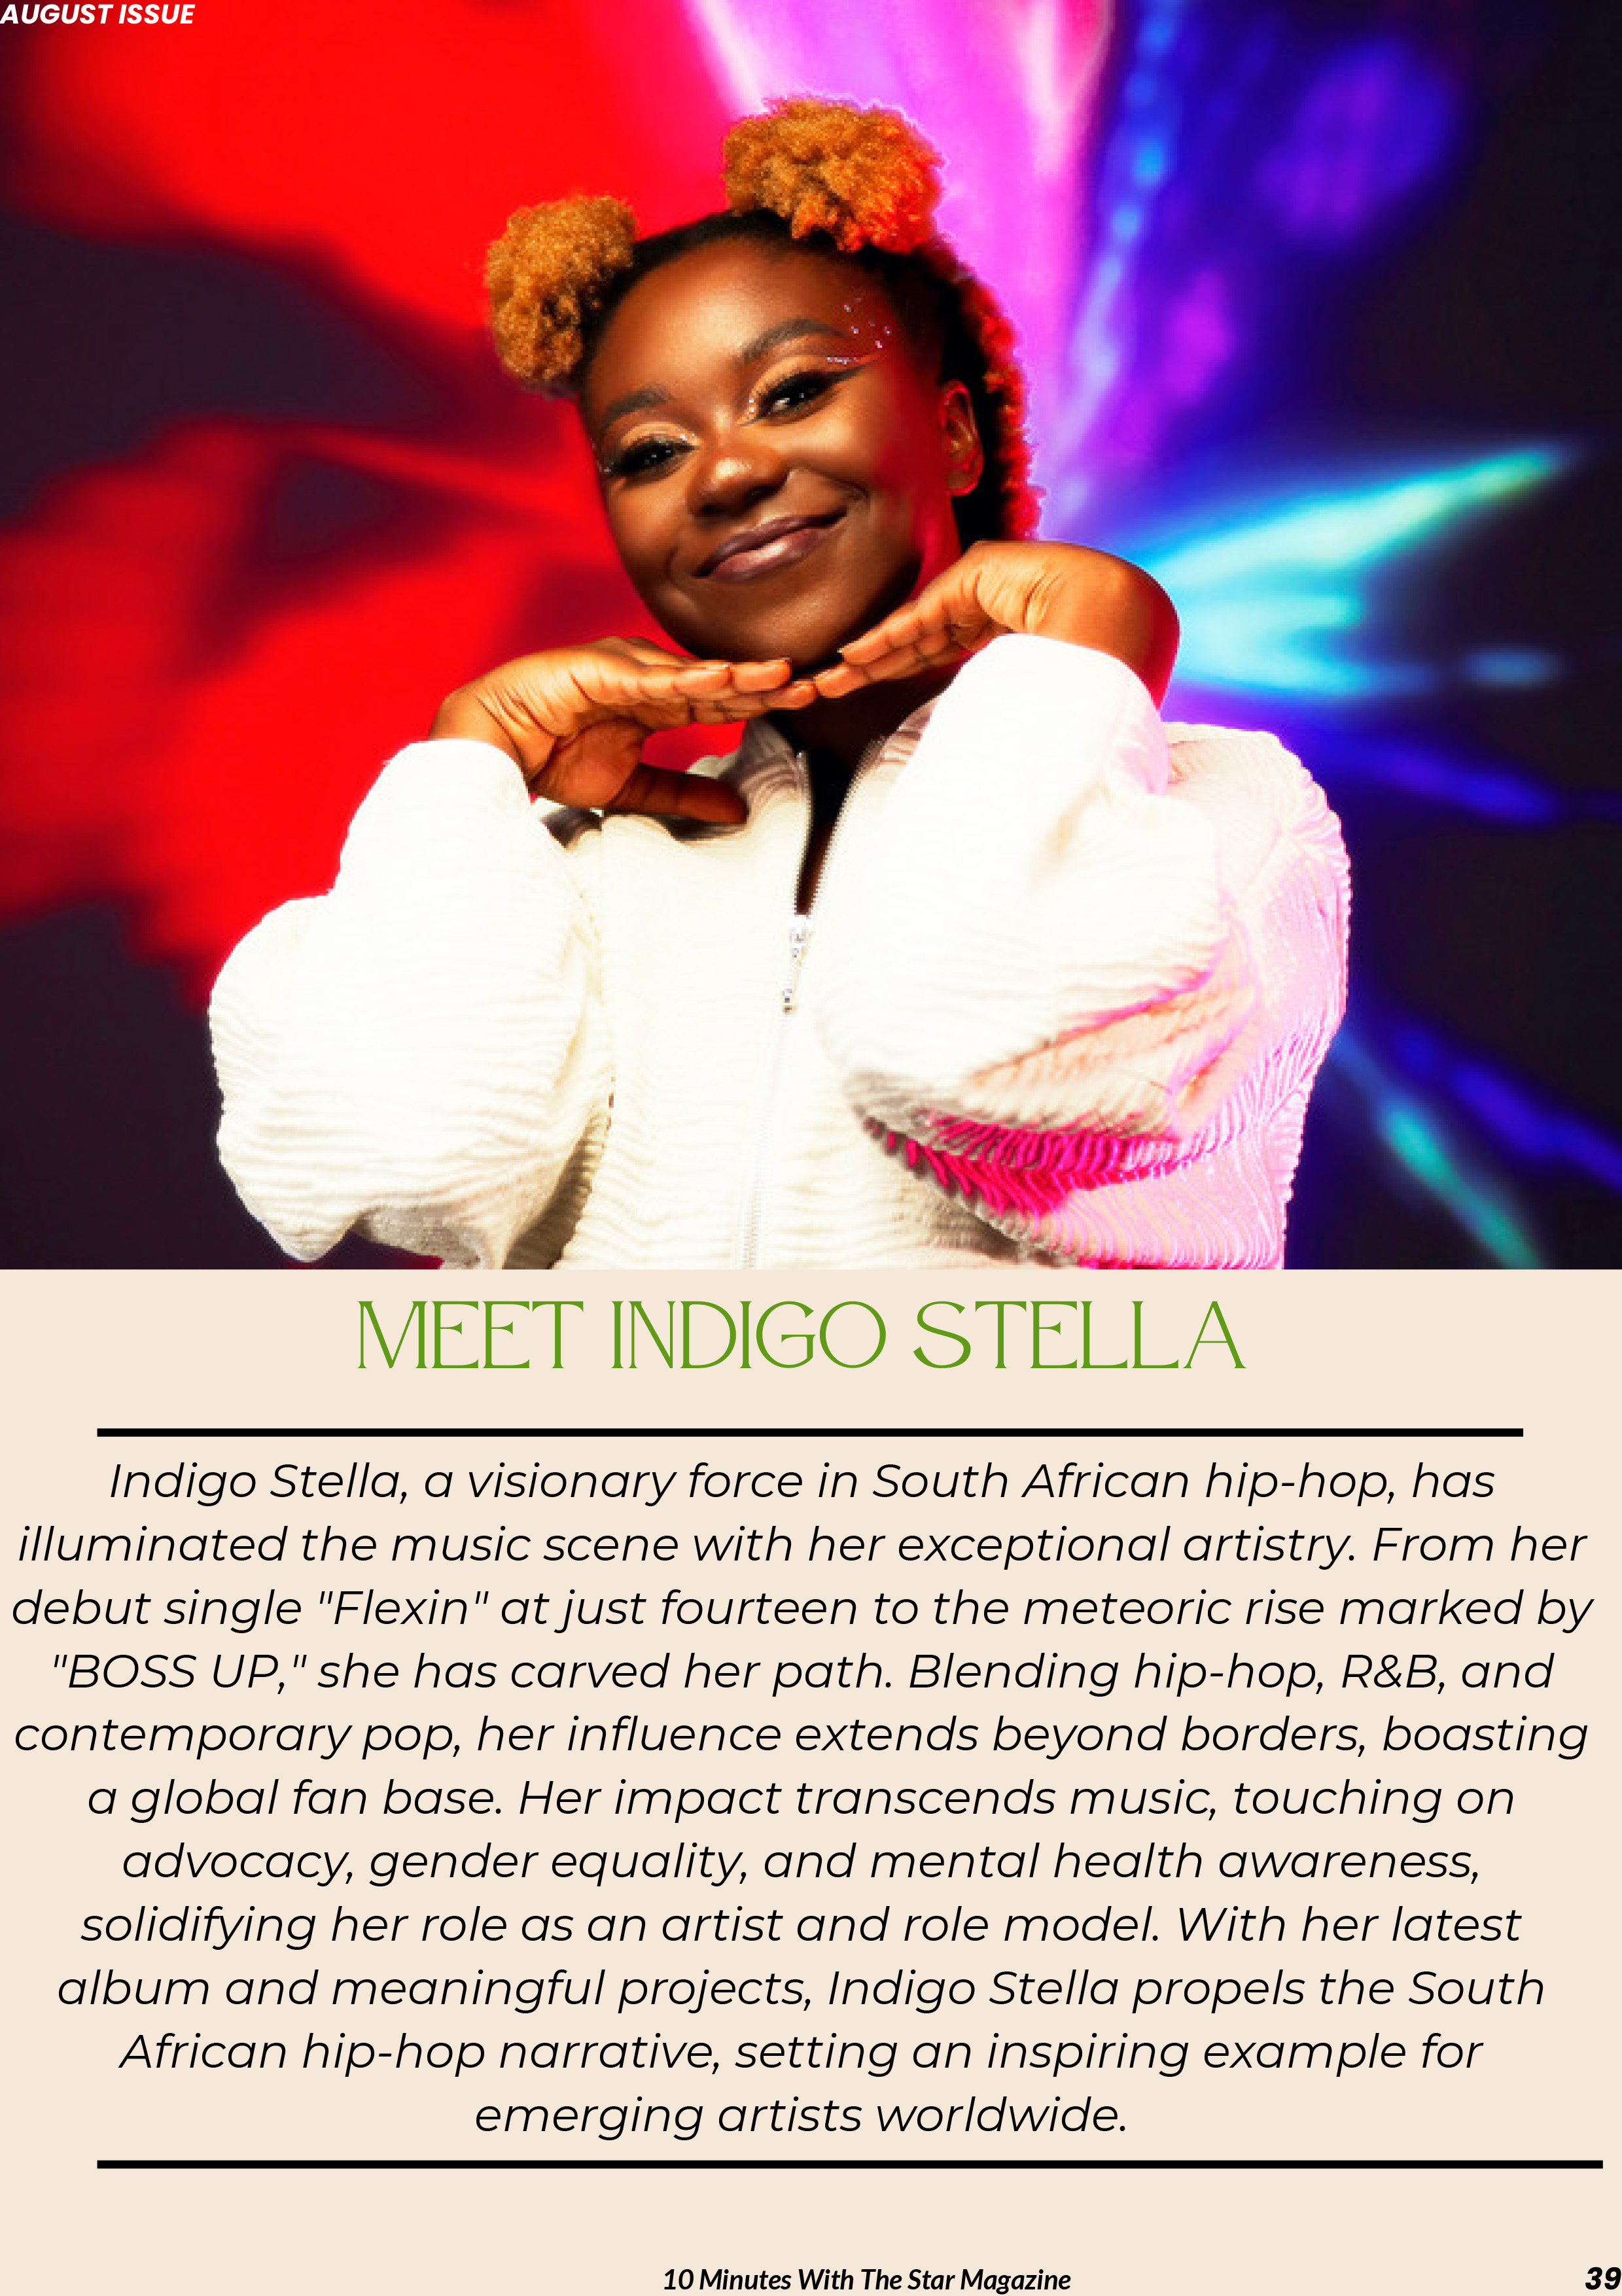 AUGUST ISSUE
MEET INDIGO STELLA
Indigo Stella, a visionary force in South African hip-hop, has
illuminated the music scene with her exceptional artistry. From her
debut single "Flexin" at just fourteen to the meteoric rise marked by
"BOSS UP," she has carved her path. Blending hip-hop, R&B, and
contemporary pop, her influence extends beyond borders, boasting
a global fan base. Her impact transcends music, touching on
advocacy, gender equality, and mental health awareness,
solidifying her role as an artist and role model. With her latest
album and meaningful projects, Indigo Stella propels the South
African hip-hop narrative, setting an inspiring example for
emerging artists worldwide.
10 Minutes With The Star Magazine
39